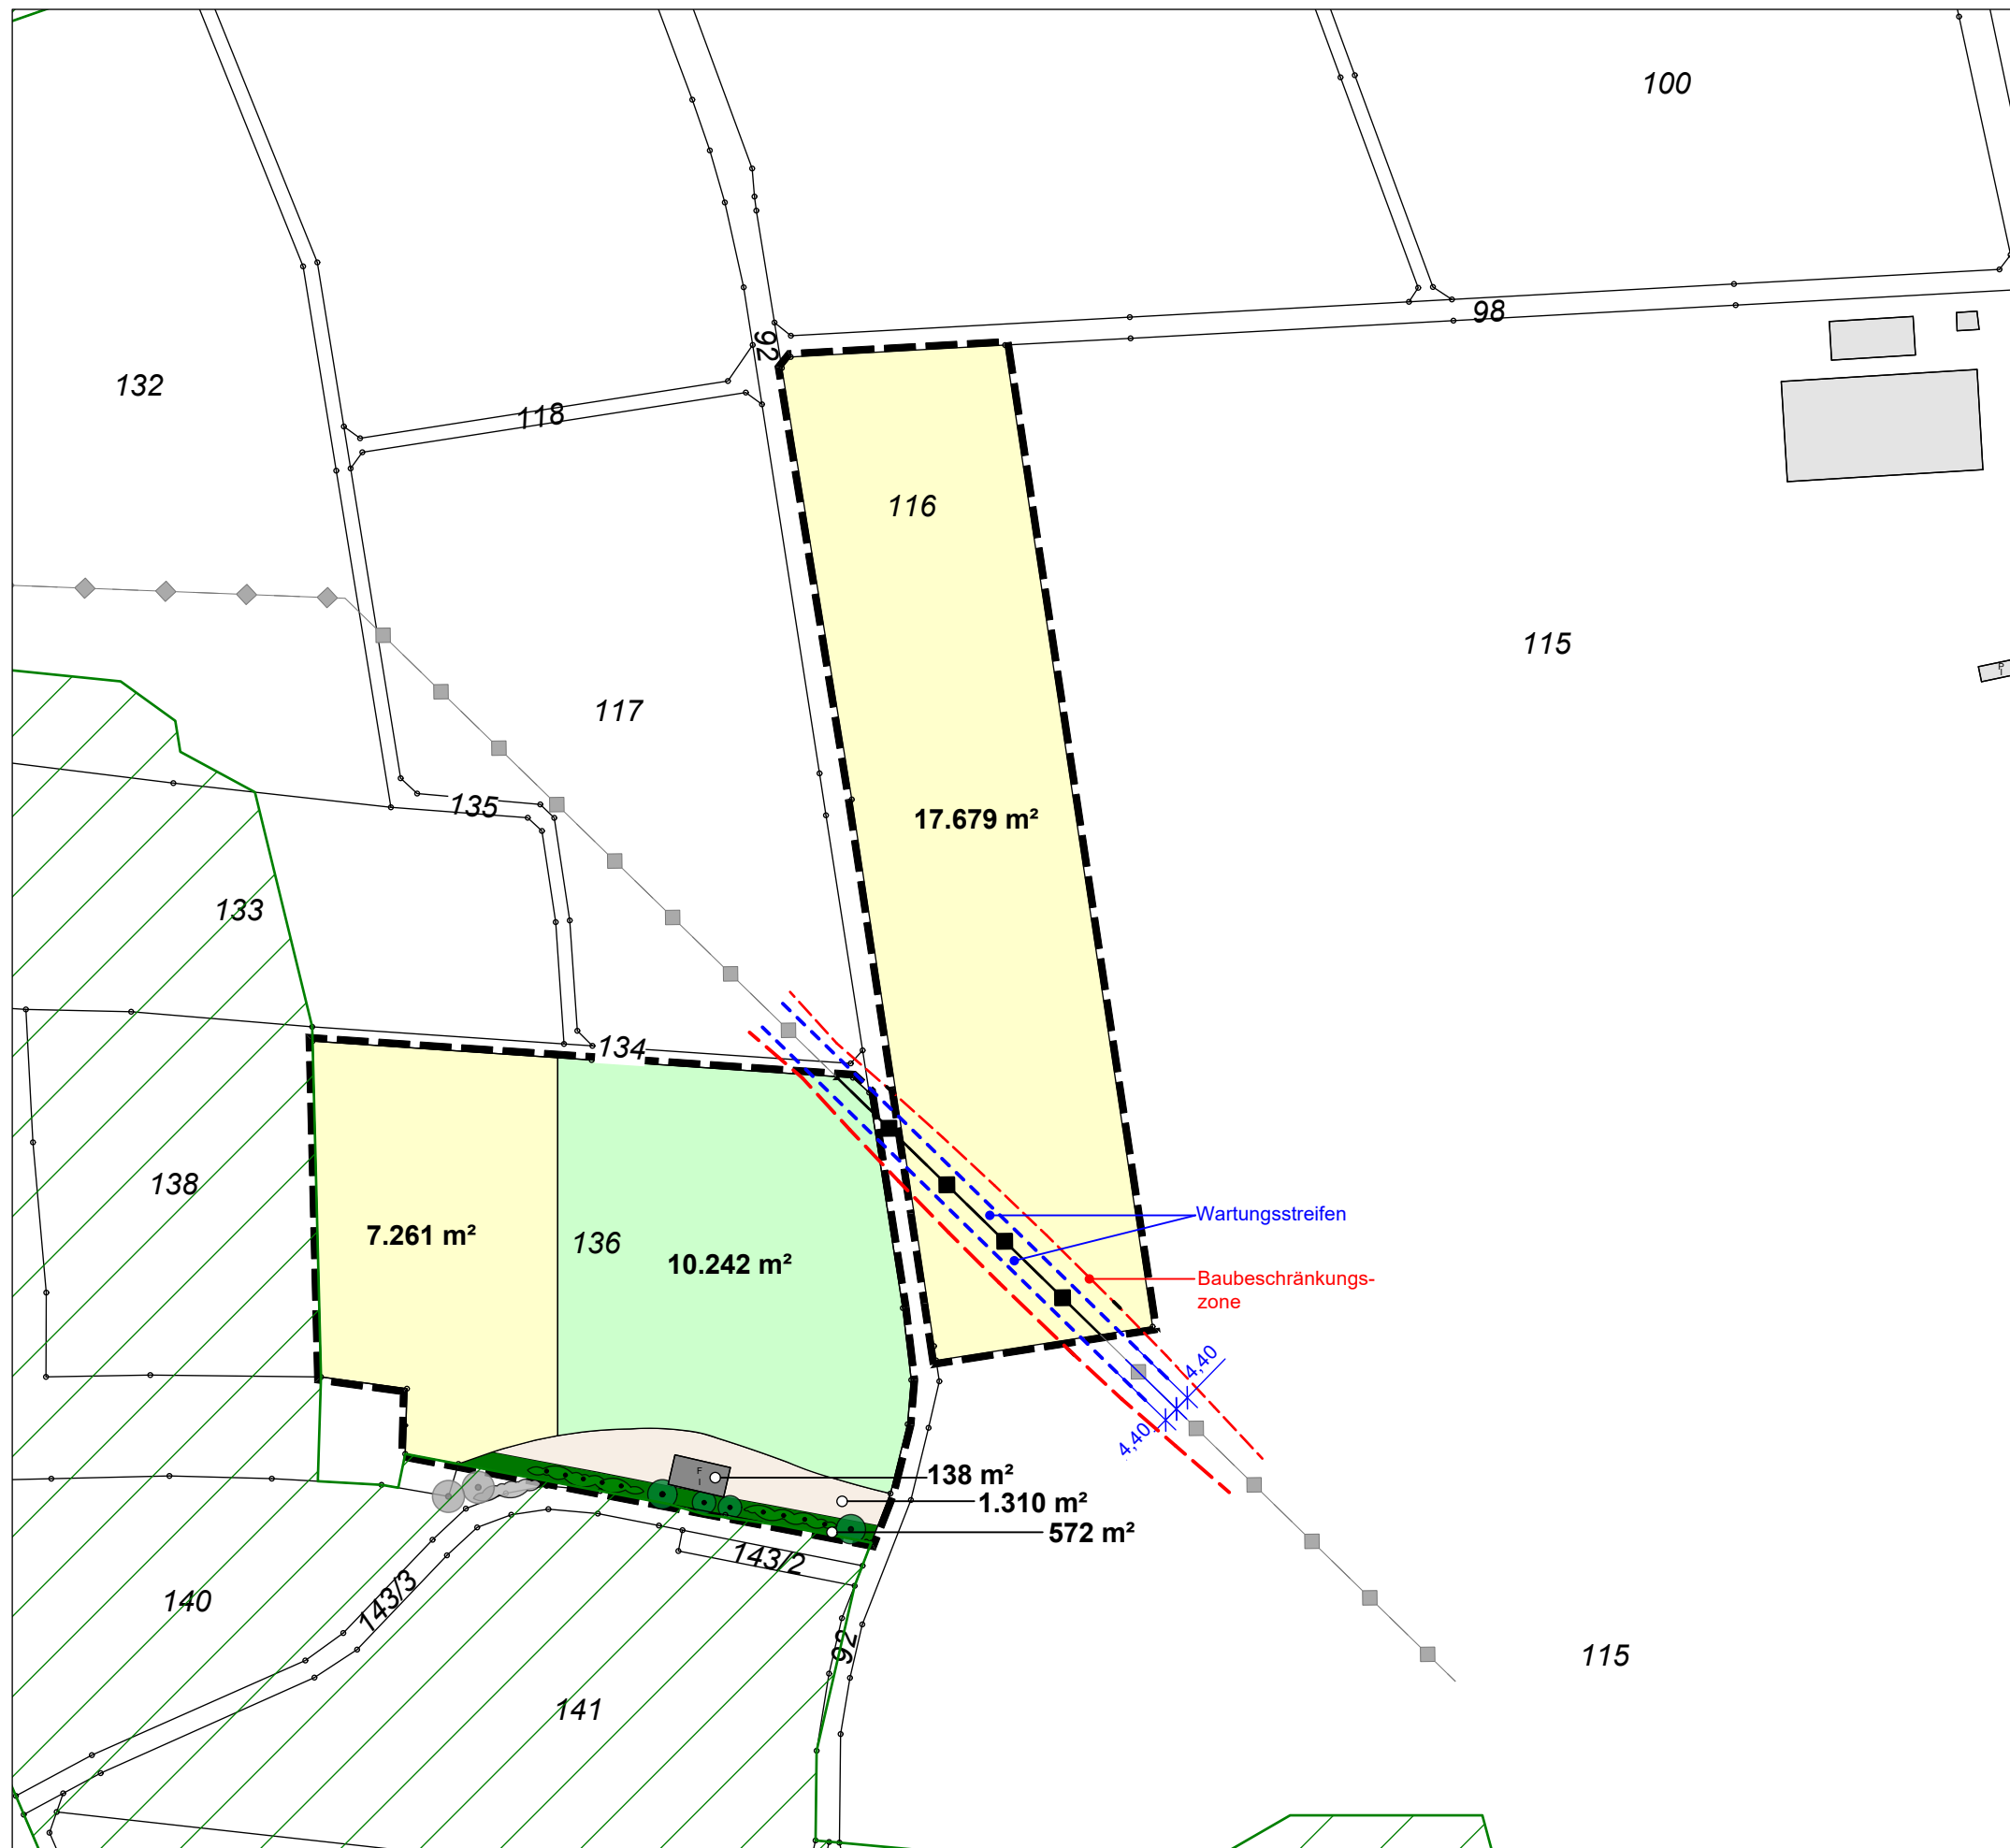 100
98
92
132
118
116
115
P
I
117
17.679 m²
135
133
134
138
7.261 m²
136
10.242 m²
Wartungsstreifen
Baubeschränkungs-
zone
4,40
4,40
F
I
138 m²
1.310 m²
572 m²
143/2
143/3
140
92
115
141